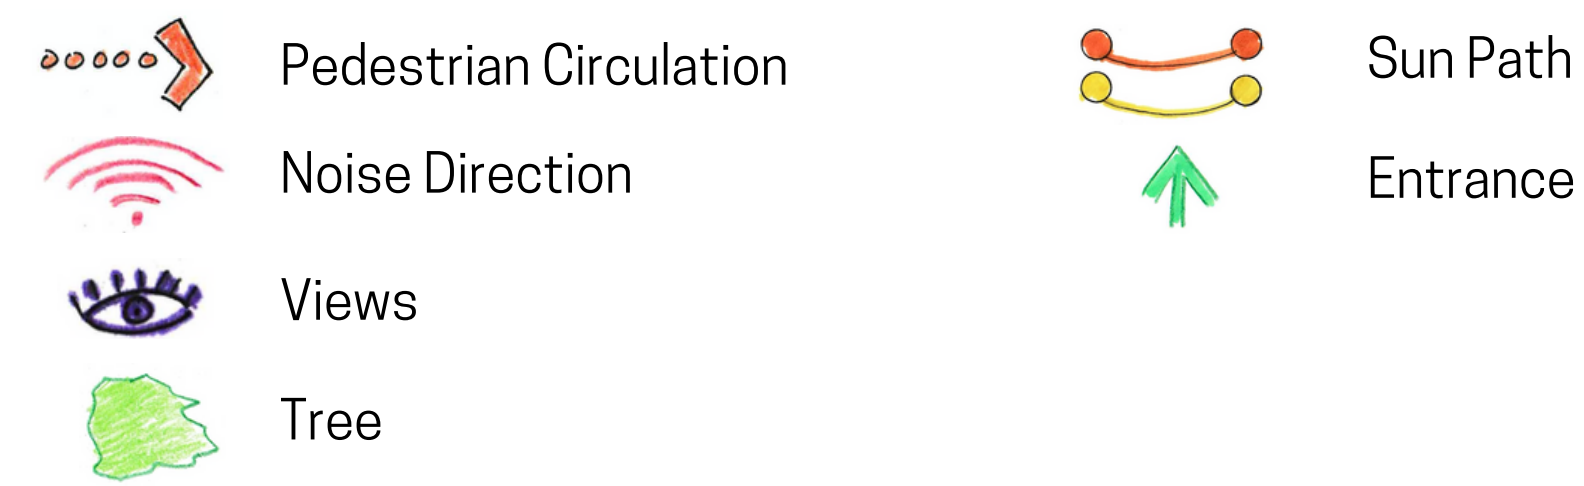 Pedestrian Circulation
Noise Direction
Views
Tree
Sun Path
Entrance